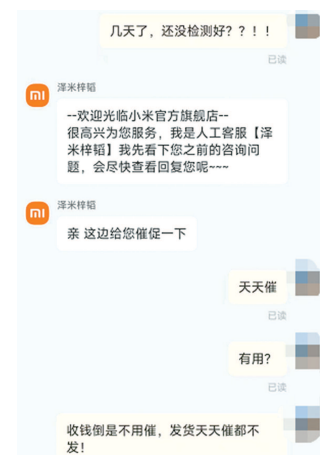 几天了，还没检测好？？！！
已读
泽米梓韬
--欢迎光临小米官方旗舰店--
很高兴为您服务，我是人工客服【泽
米梓韬】我先看下您之前的咨询问
题，会尽快查看回复您呢~~~
泽米梓韬
亲 这边给您催促一下
天天催
已读
有用？
已读
收钱倒是不用催，发货天天催都不
发！